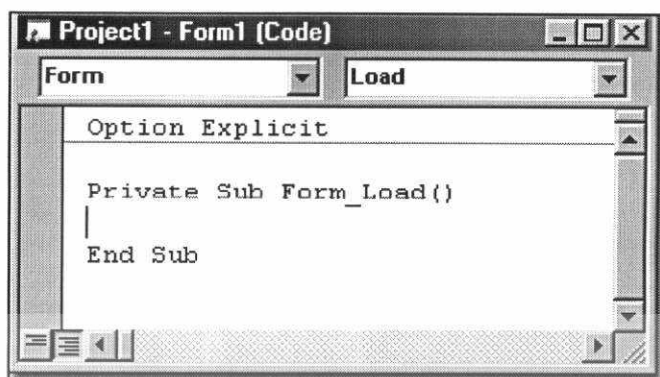 Project1 - Form1 (Code)
Form Load
Option Explicit
Private Sub Form_Load()
End Sub